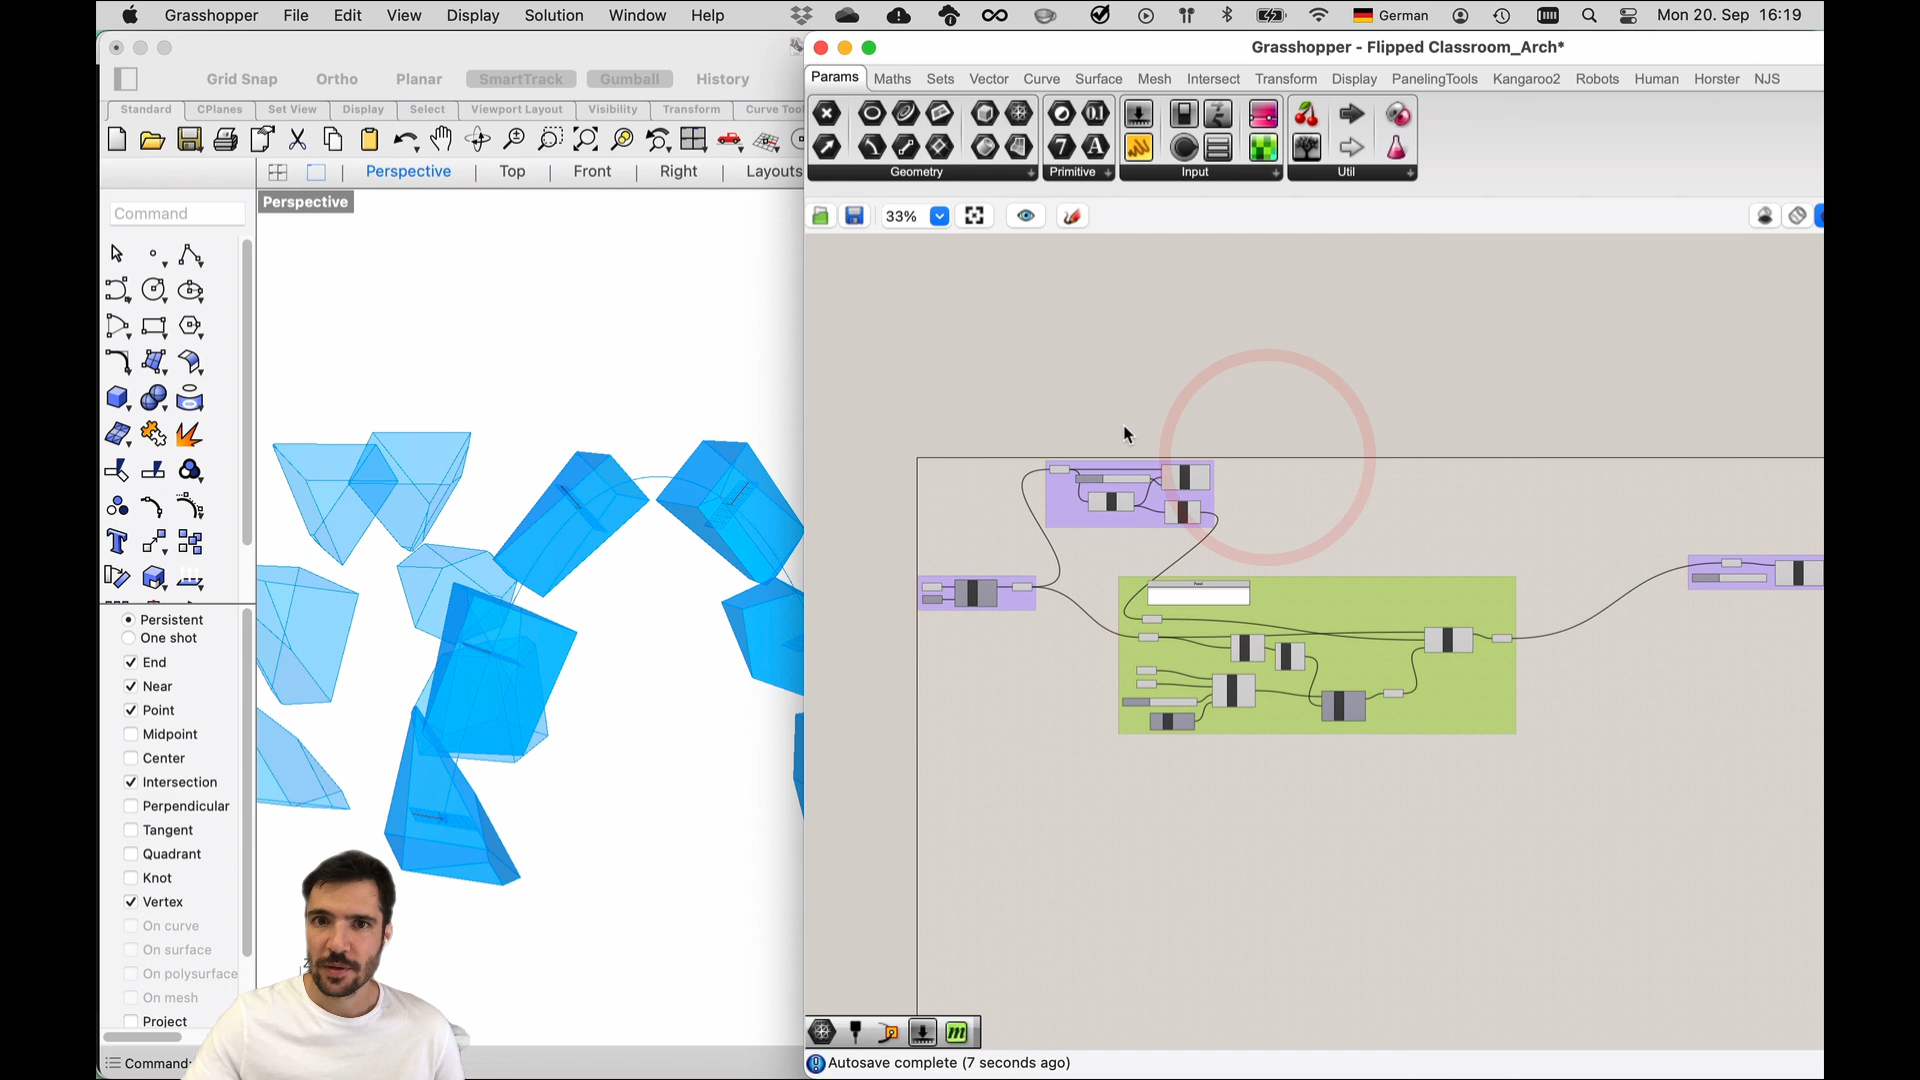 Grasshopper File Edit View Display Solution Window Help German Mon 20. Sep 16:19
Grasshopper - Flipped Classroom_Arch*
Grid Snap Ortho Planar SmartTrack Gumball History
Params Maths Sets Vector Curve Surface Mesh Intersect Transform Display PanelingTools Kangaroo2 Robots Human Horster NJS
Standard CPlanes Set View Display Select Viewport Layout Visibility Transform Curve Too
Geometry Primitive Input Util
Perspective Top Front Right Layouts
Perspective
Command
33%
Panel
Persistent
One shot
End
Near
Point
Midpoint
Center
Intersection
Perpendicular
Tangent
Quadrant
Knot
Vertex
On curve
On surface
On polysurface
On mesh
Project
Command:
Autosave complete (7 seconds ago)